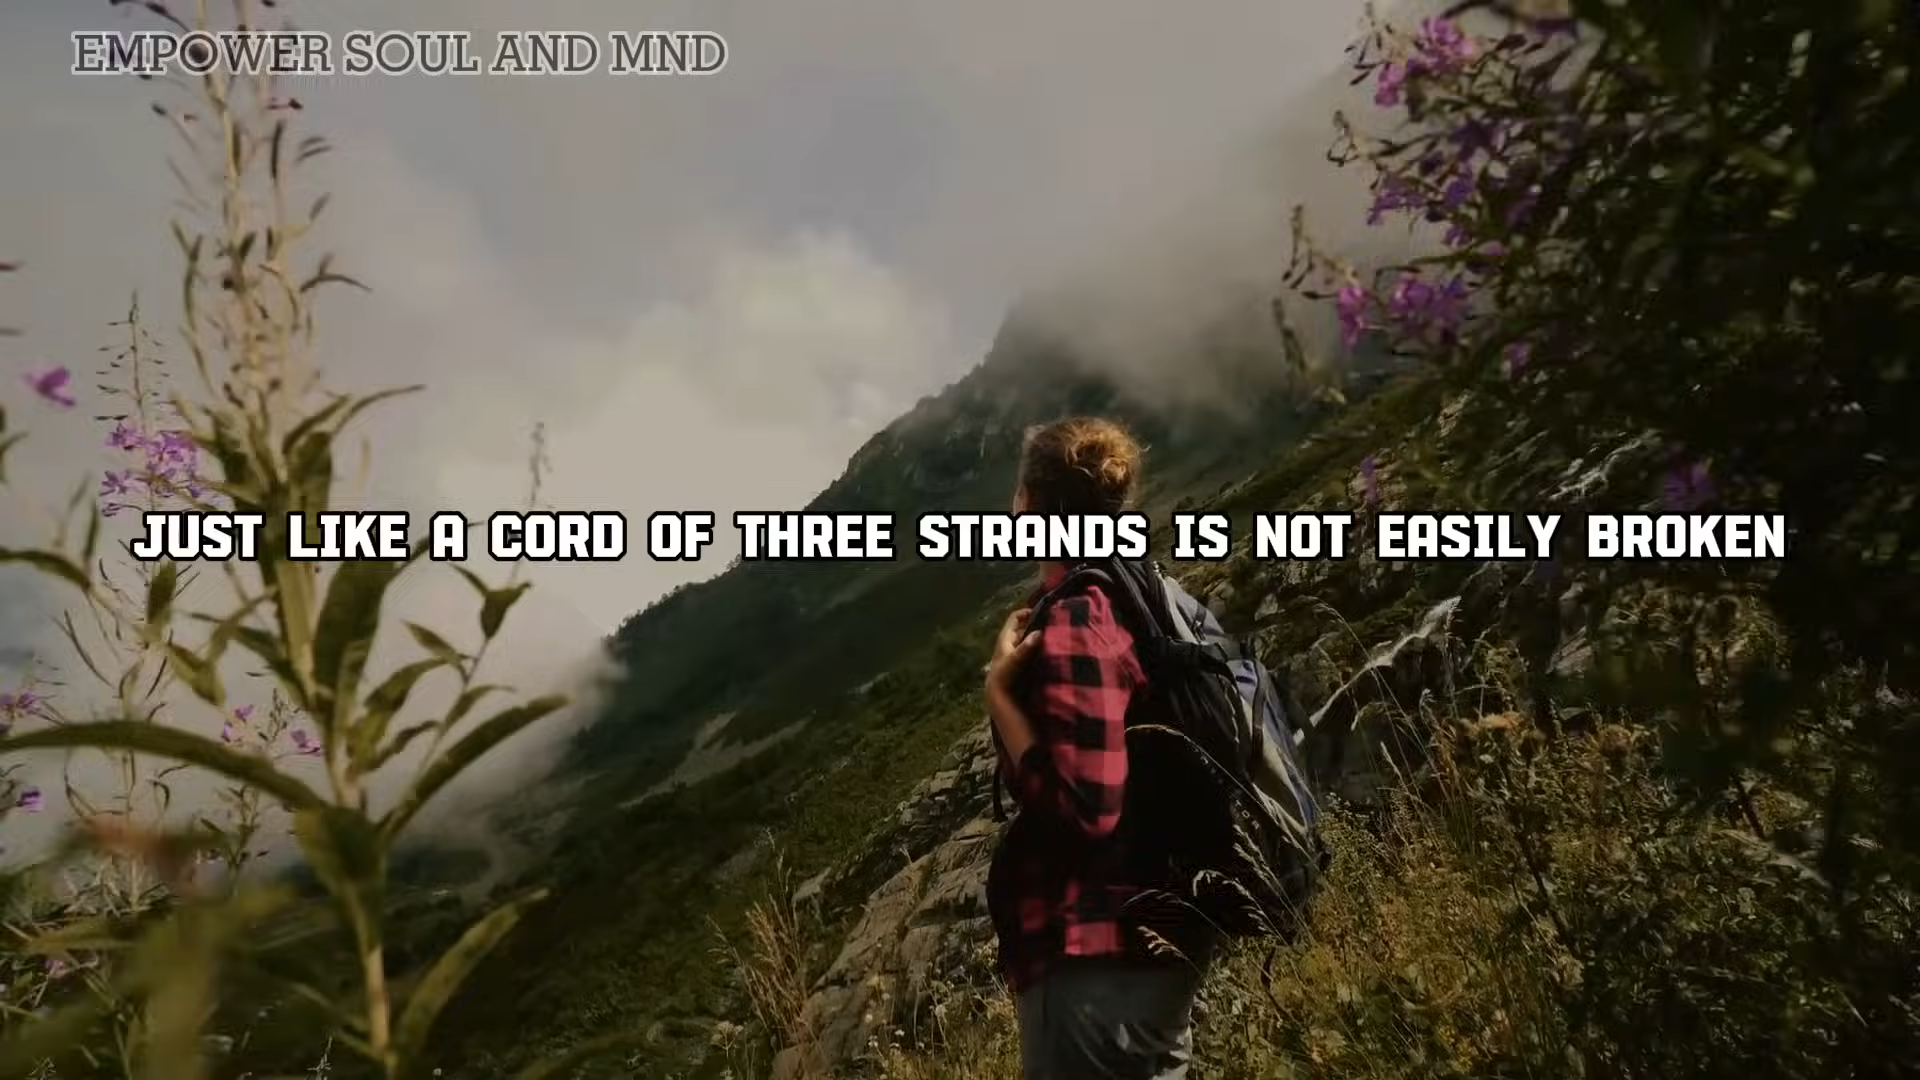 EMPOWER SOUL AND MND
JUST LIKE A CORD OF THREE STRANDS IS NOT EASILY BROKEN